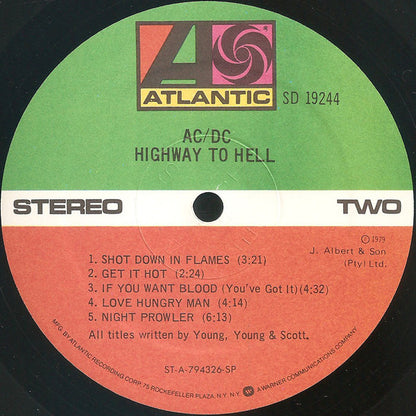 A
ATLANTIC SD 19244
AC/DC
HIGHWAY TO HELL
STEREO TWO
℗1979
J. Albert & Son
(Pty) Ltd.
1. SHOT DOWN IN FLAMES (3:21)
2. GET IT HOT (2:24)
3. IF YOU WANT BLOOD (You've Got It)(4:32)
4. LOVE HUNGRY MAN (4:14)
5. NIGHT PROWLER (6:13)
All titles written by Young, Young & Scott.
ST-A-794326-SP
MFG. BY ATLANTIC RECORDING CORP. 75 ROCKEFELLER PLAZA, N.Y. N.Y. A WARNER COMMUNICATIONS COMPANY